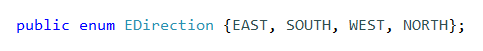 public enum EDirection {EAST, SOUTH, WEST, NORTH};